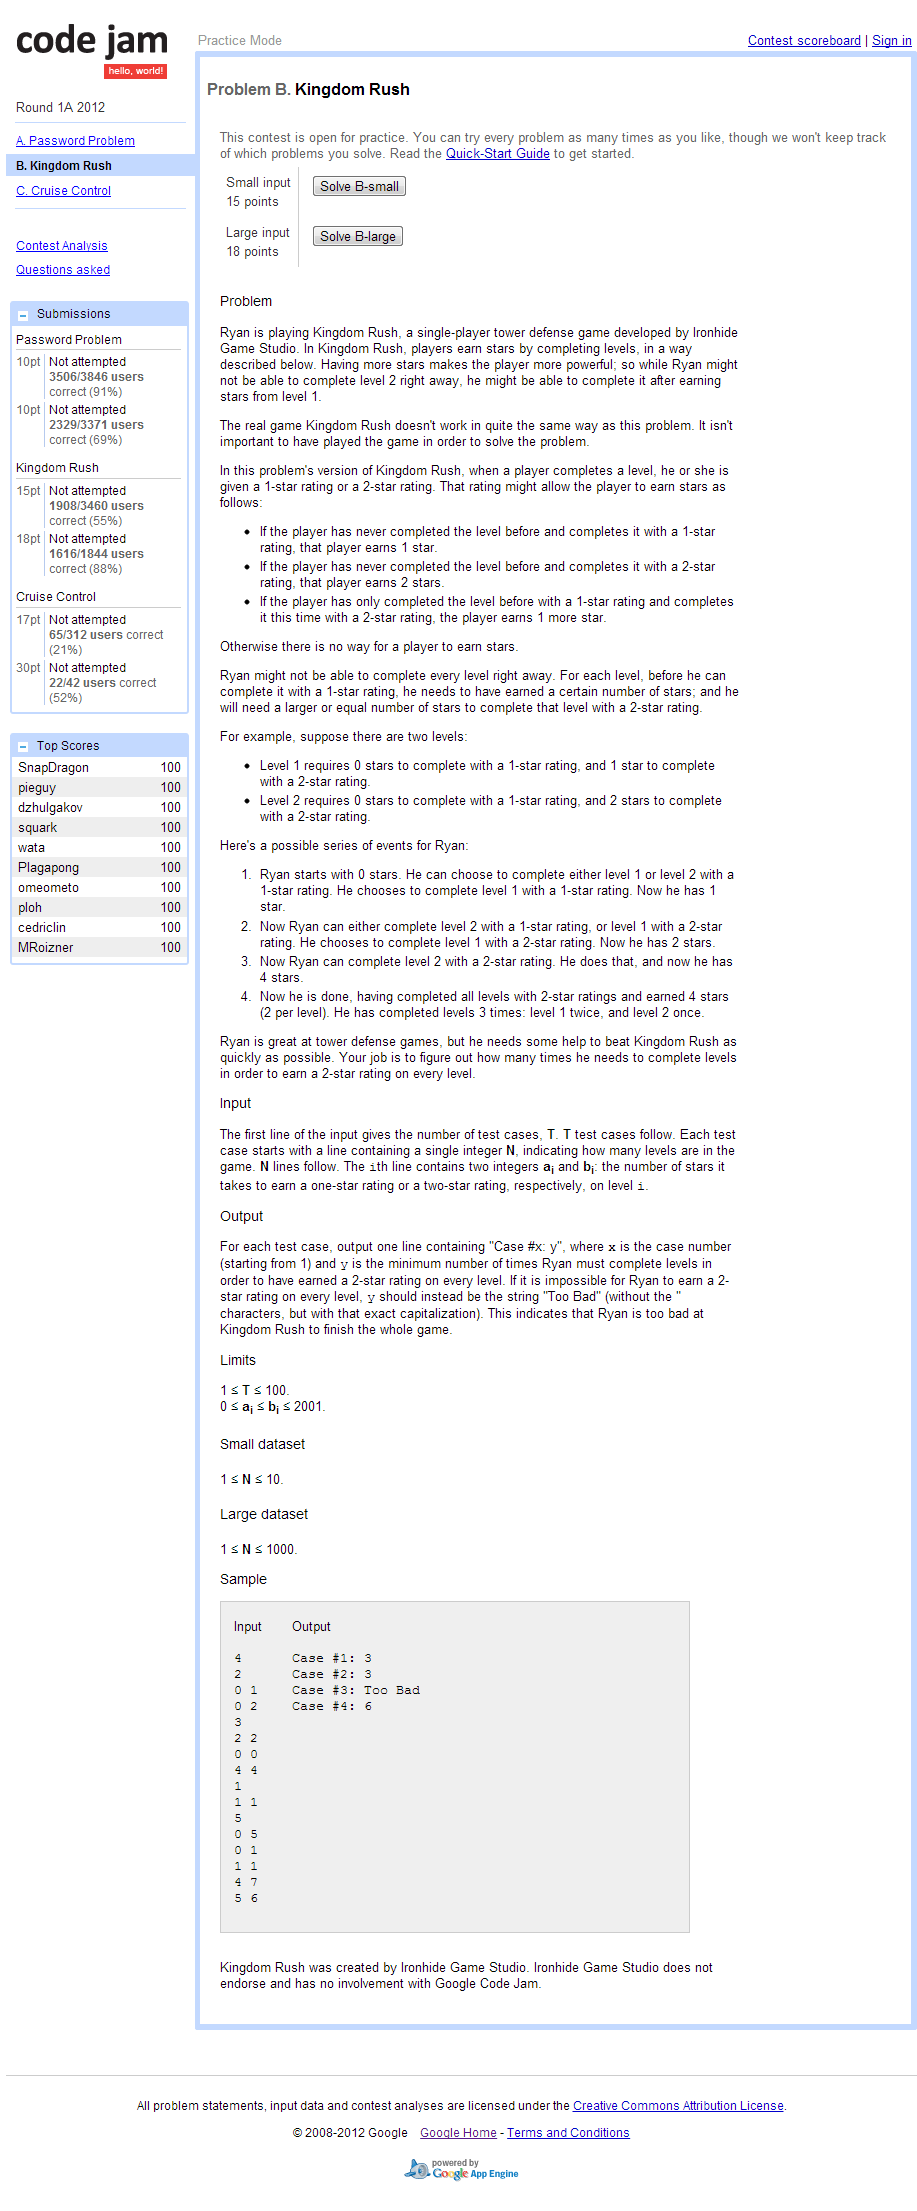 code jam
hello, world!
Practice Mode
Contest scoreboard | Sign in
Round 1A 2012
A. Password Problem
B. Kingdom Rush
C. Cruise Control
Contest Analysis
Questions asked
Submissions
Password Problem
10pt Not attempted
3506/3846 users
correct (91%)
10pt Not attempted
2329/3371 users
correct (69%)
Kingdom Rush
15pt Not attempted
1908/3460 users
correct (55%)
18pt Not attempted
1616/1844 users
correct (88%)
Cruise Control
17pt Not attempted
65/312 users correct
(21%)
30pt Not attempted
22/42 users correct
(52%)
Top Scores
SnapDragon 100
pieguy 100
dzhulgakov 100
squark 100
wata 100
Plagapong 100
omeometo 100
ploh 100
cedriclin 100
MRoizner 100
Problem B. Kingdom Rush
This contest is open for practice. You can try every problem as many times as you like, though we won't keep track
of which problems you solve. Read the Quick-Start Guide to get started.
Small input
15 points
Solve B-small
Large input
18 points
Solve B-large
Problem
Ryan is playing Kingdom Rush, a single-player tower defense game developed by Ironhide
Game Studio. In Kingdom Rush, players earn stars by completing levels, in a way
described below. Having more stars makes the player more powerful; so while Ryan might
not be able to complete level 2 right away, he might be able to complete it after earning
stars from level 1.
The real game Kingdom Rush doesn't work in quite the same way as this problem. It isn't
important to have played the game in order to solve the problem.
In this problem's version of Kingdom Rush, when a player completes a level, he or she is
given a 1-star rating or a 2-star rating. That rating might allow the player to earn stars as
follows:
• If the player has never completed the level before and completes it with a 1-star
rating, that player earns 1 star.
• If the player has never completed the level before and completes it with a 2-star
rating, that player earns 2 stars.
• If the player has only completed the level before with a 1-star rating and completes
it this time with a 2-star rating, the player earns 1 more star.
Otherwise there is no way for a player to earn stars.
Ryan might not be able to complete every level right away. For each level, before he can
complete it with a 1-star rating, he needs to have earned a certain number of stars; and he
will need a larger or equal number of stars to complete that level with a 2-star rating.
For example, suppose there are two levels:
• Level 1 requires 0 stars to complete with a 1-star rating, and 1 star to complete
with a 2-star rating.
• Level 2 requires 0 stars to complete with a 1-star rating, and 2 stars to complete
with a 2-star rating.
Here's a possible series of events for Ryan:
1. Ryan starts with 0 stars. He can choose to complete either level 1 or level 2 with a
1-star rating. He chooses to complete level 1 with a 1-star rating. Now he has 1
star.
2. Now Ryan can either complete level 2 with a 1-star rating, or level 1 with a 2-star
rating. He chooses to complete level 1 with a 2-star rating. Now he has 2 stars.
3. Now Ryan can complete level 2 with a 2-star rating. He does that, and now he has
4 stars.
4. Now he is done, having completed all levels with 2-star ratings and earned 4 stars
(2 per level). He has completed levels 3 times: level 1 twice, and level 2 once.
Ryan is great at tower defense games, but he needs some help to beat Kingdom Rush as
quickly as possible. Your job is to figure out how many times he needs to complete levels
in order to earn a 2-star rating on every level.
Input
The first line of the input gives the number of test cases, T. T test cases follow. Each test
case starts with a line containing a single integer N, indicating how many levels are in the
game. N lines follow. The ith line contains two integers ai and bi: the number of stars it
takes to earn a one-star rating or a two-star rating, respectively, on level i.
Output
For each test case, output one line containing "Case #x: y", where x is the case number
(starting from 1) and y is the minimum number of times Ryan must complete levels in
order to have earned a 2-star rating on every level. If it is impossible for Ryan to earn a 2-
star rating on every level, y should instead be the string "Too Bad" (without the "
characters, but with that exact capitalization). This indicates that Ryan is too bad at
Kingdom Rush to finish the whole game.
Limits
1 ≤ T ≤ 100.
0 ≤ ai ≤ bi ≤ 2001.
Small dataset
1 ≤ N ≤ 10.
Large dataset
1 ≤ N ≤ 1000.
Sample
Input Output
4 Case #1: 3
2 Case #2: 3
0 1 Case #3: Too Bad
0 2 Case #4: 6
3
2 2
0 0
4 4
1
1 1
5
0 5
0 1
1 1
4 7
5 6
Kingdom Rush was created by Ironhide Game Studio. Ironhide Game Studio does not
endorse and has no involvement with Google Code Jam.
All problem statements, input data and contest analyses are licensed under the Creative Commons Attribution License.
© 2008-2012 Google Google Home - Terms and Conditions
powered by
Google App Engine